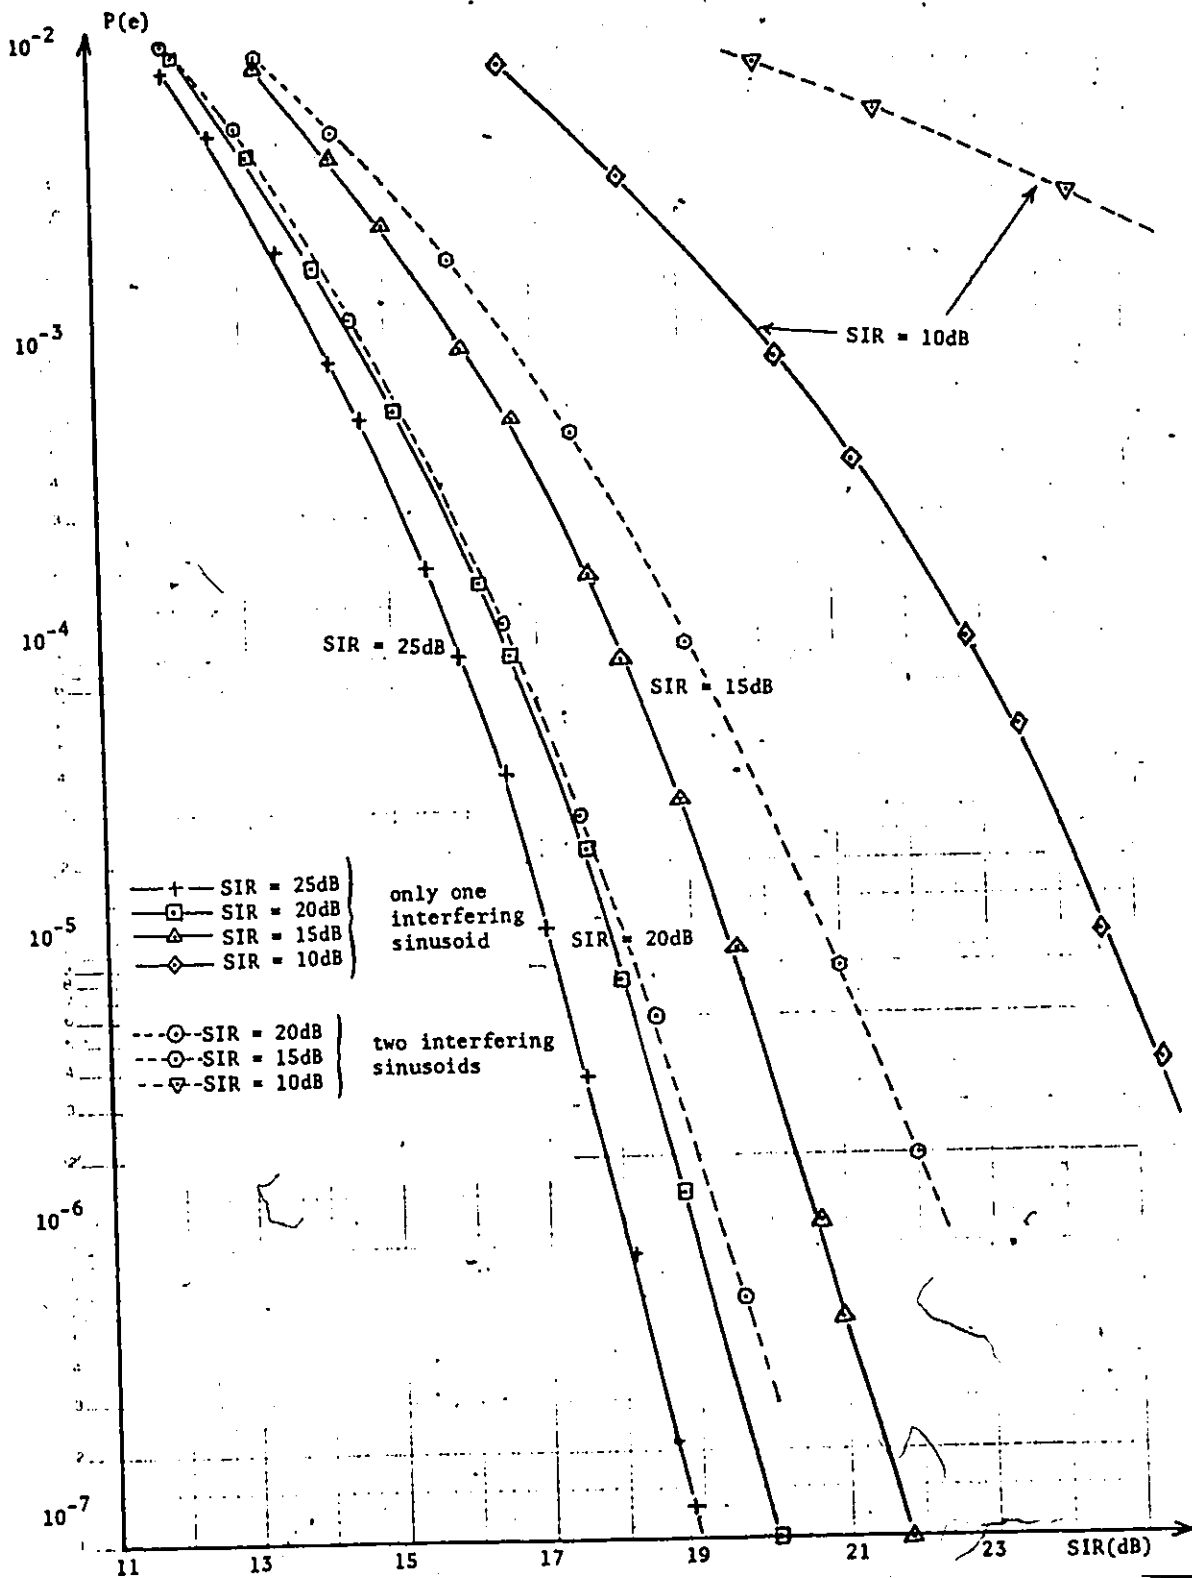 P(e)
10-2
10-3
SIR = 10dB
10-4
SIR = 25dB
SIR = 15dB
SIR = 25dB
SIR = 20dB
SIR = 15dB
SIR = 10dB
only one
interfering
sinusoid
10-5
SIR = 20dB
SIR = 20dB
SIR = 15dB
SIR = 10dB
two interfering
sinusoids
10-6
10-7
11 13 15 17 19 21 23 SIR(dB)